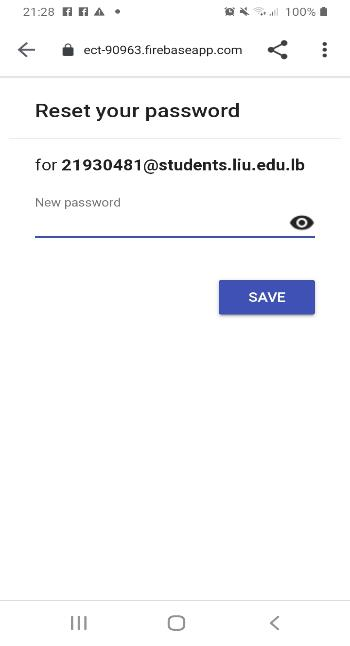 21:28 100%
ect-90963.firebaseapp.com
Reset your password
for 21930481@students.liu.edu.lb
New password
SAVE